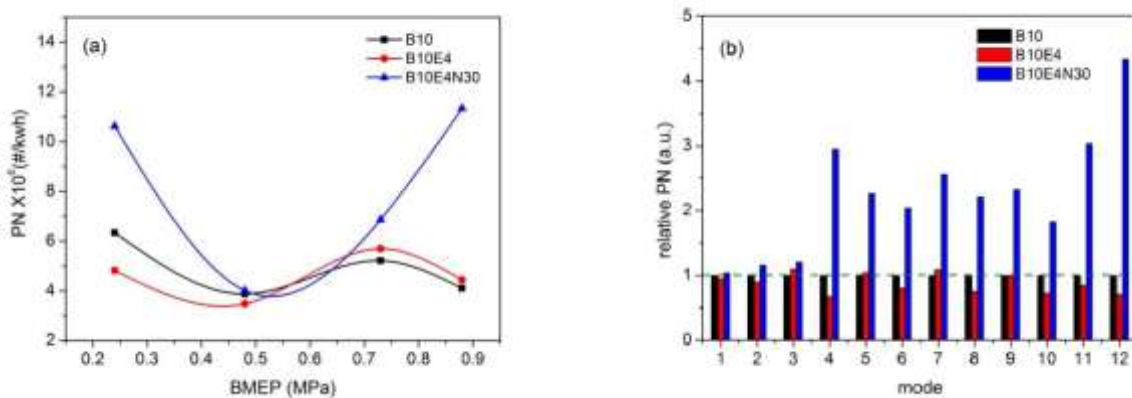 (a)
B10
B10E4
B10E4N30
14
12
10
8
6
4
2
PN X10⁶(#/kwh)
0.2 0.3 0.4 0.5 0.6 0.7 0.8 0.9
BMEP (MPa)
(b)
B10
B10E4
B10E4N30
5
4
3
2
1
0
relative PN (a.u.)
1 2 3 4 5 6 7 8 9 10 11 12
mode